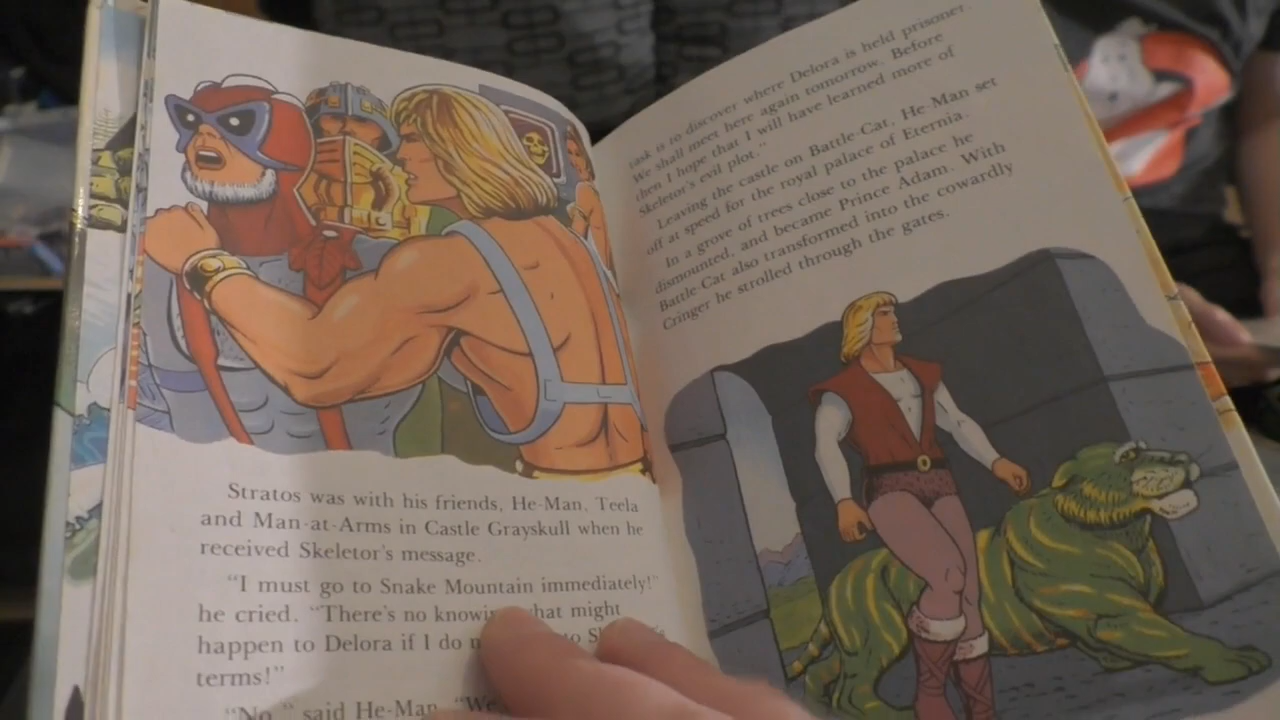 Stratos was with his friends, He-Man, Teela
and Man-at-Arms in Castle Grayskull when he
received Skeletor's message.
"I must go to Snake Mountain immediately!"
he cried. "There's no hat might
happen to Delora if I do to
terms!"
"No," said He-Man. "We
task is to discover where Delora is held prisoner.
We shall meet here again tomorrow. Before
then I hope that I will have learned more of
Skeletor's evil plot."
Leaving the castle on Battle-Cat, He-Man set
off at speed for the royal palace of Eternia.
In a grove of trees close to the palace he
dismounted, and became Prince Adam. With
Battle-Cat also transformed into the cowardly
Cringer he strolled through the gates.